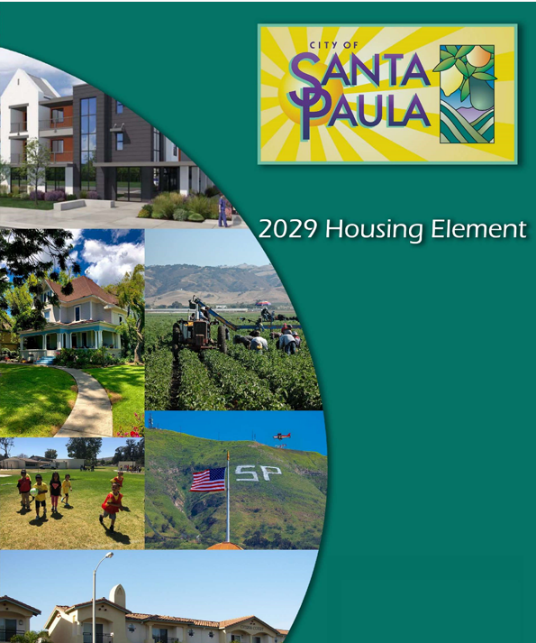 CITY OF
SANTA
PAULA
2029 Housing Element
SP